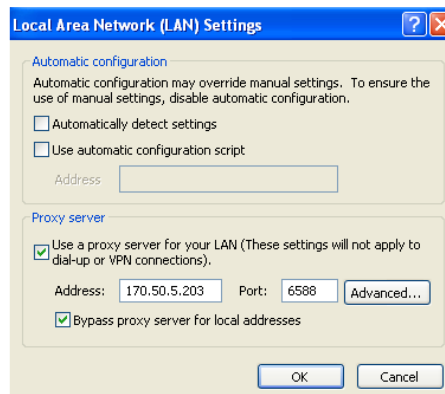 Local Area Network (LAN) Settings
Automatic configuration
Automatic configuration may override manual settings. To ensure the
use of manual settings, disable automatic configuration.
Automatically detect settings
Use automatic configuration script
Address
Proxy server
Use a proxy server for your LAN (These settings will not apply to
dial-up or VPN connections).
Address: 170.50.5.203 Port: 6588 Advanced...
Bypass proxy server for local addresses
OK Cancel